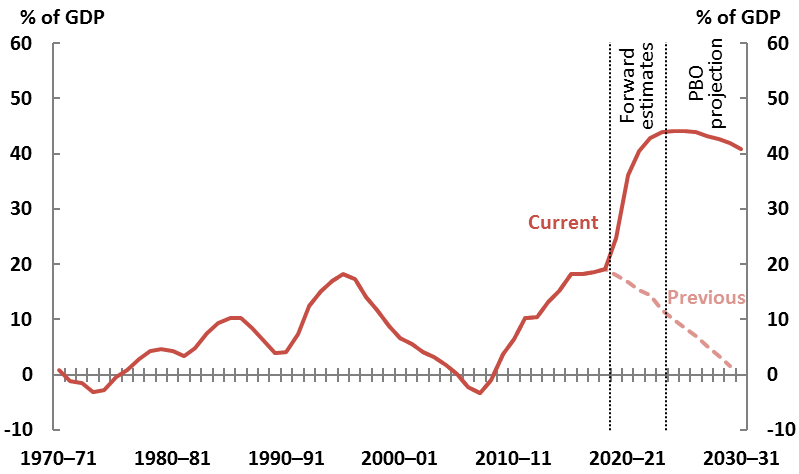 % of GDP
% of GDP
60
60
50
50
40
40
30
30
20
20
10
10
0
0
-10
-10
Forward
estimates
PBO
projection
Current
Previous
1970–71
1980–81
1990–91
2000–01
2010–11
2020–21
2030–31